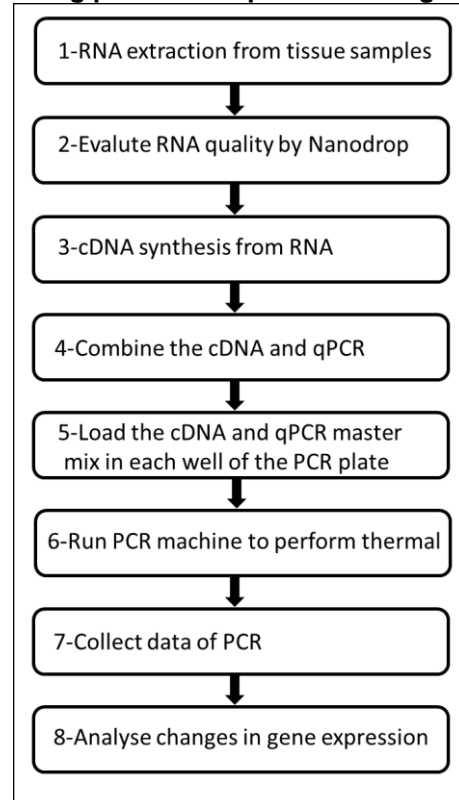 1-RNA extraction from tissue samples
2-Evalute RNA quality by Nanodrop
3-cDNA synthesis from RNA
4-Combine the cDNA and qPCR
5-Load the cDNA and qPCR master
mix in each well of the PCR plate
6-Run PCR machine to perform thermal
7-Collect data of PCR
8-Analyse changes in gene expression